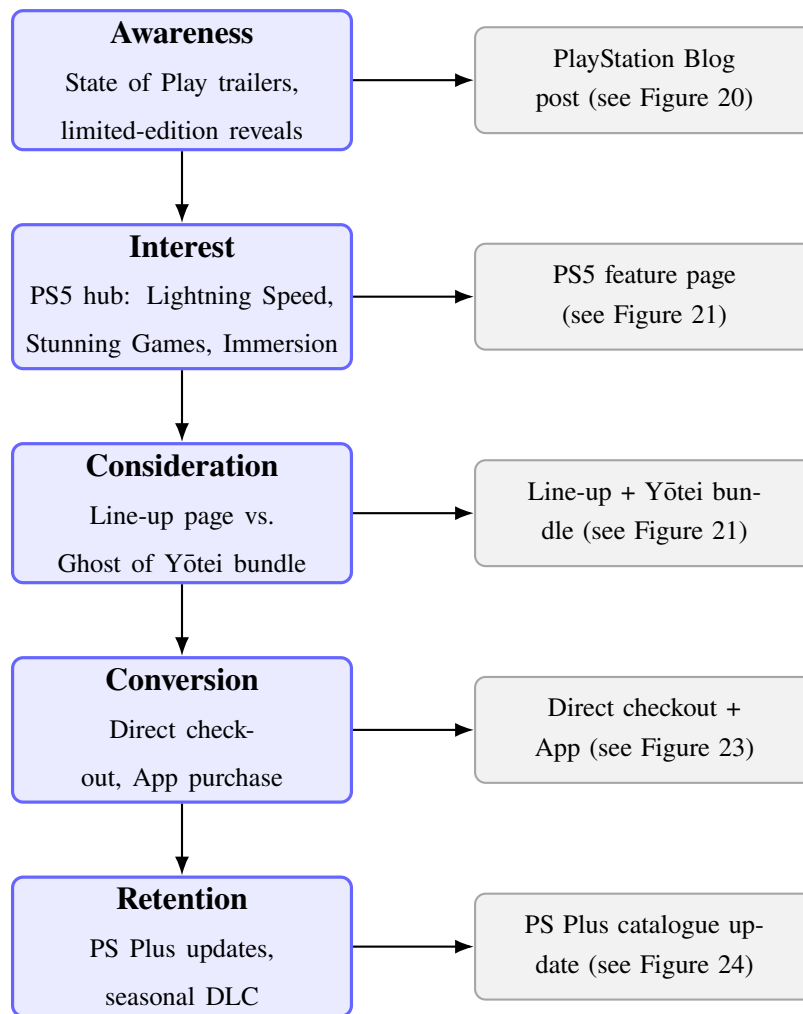 Awareness
State of Play trailers,
limited-edition reveals
PlayStation Blog
post (see Figure 20)
Interest
PS5 hub: Lightning Speed,
Stunning Games, Immersion
PS5 feature page
(see Figure 21)
Consideration
Line-up page vs.
Ghost of Yōtei bundle
Line-up + Yōtei bun-
dle (see Figure 21)
Conversion
Direct check-
out, App purchase
Direct checkout +
App (see Figure 23)
Retention
PS Plus updates,
seasonal DLC
PS Plus catalogue up-
date (see Figure 24)